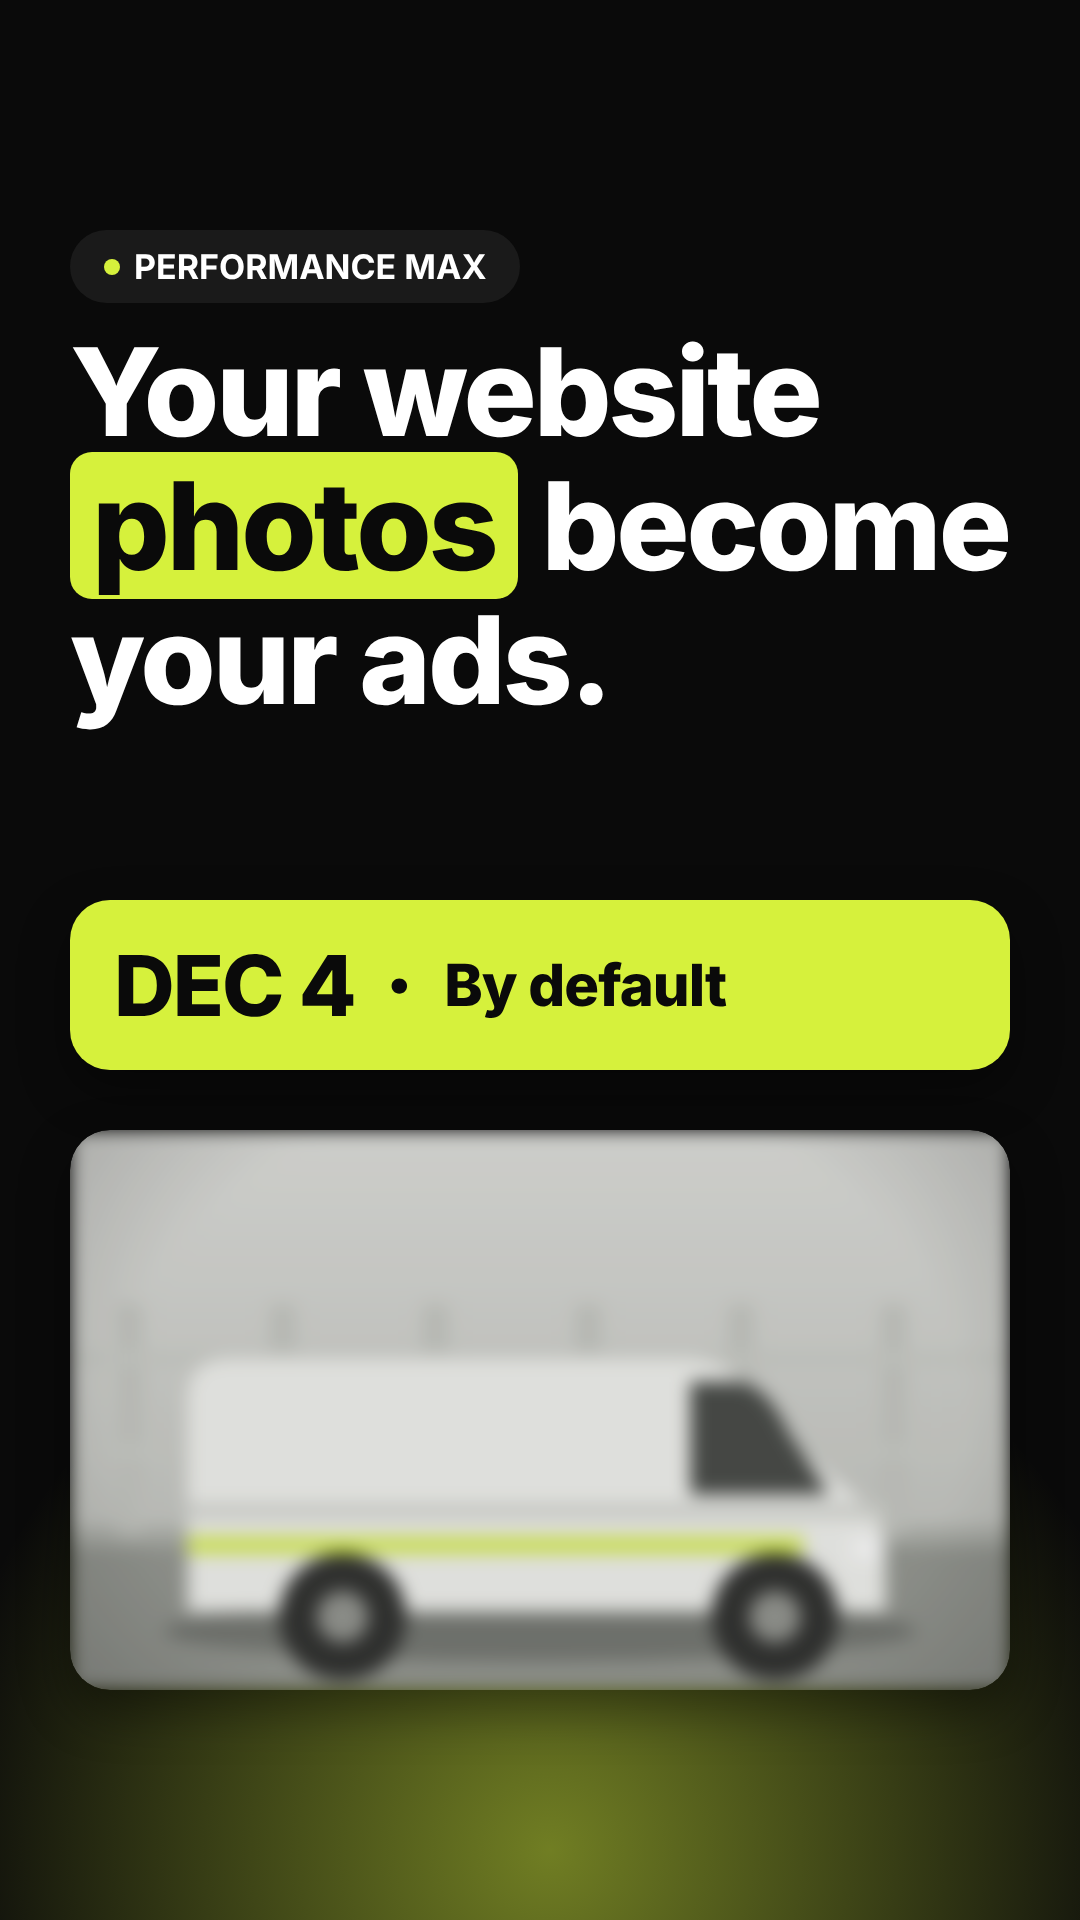 PERFORMANCE MAX
Your website
photos become
your ads.
DEC 4 • By default